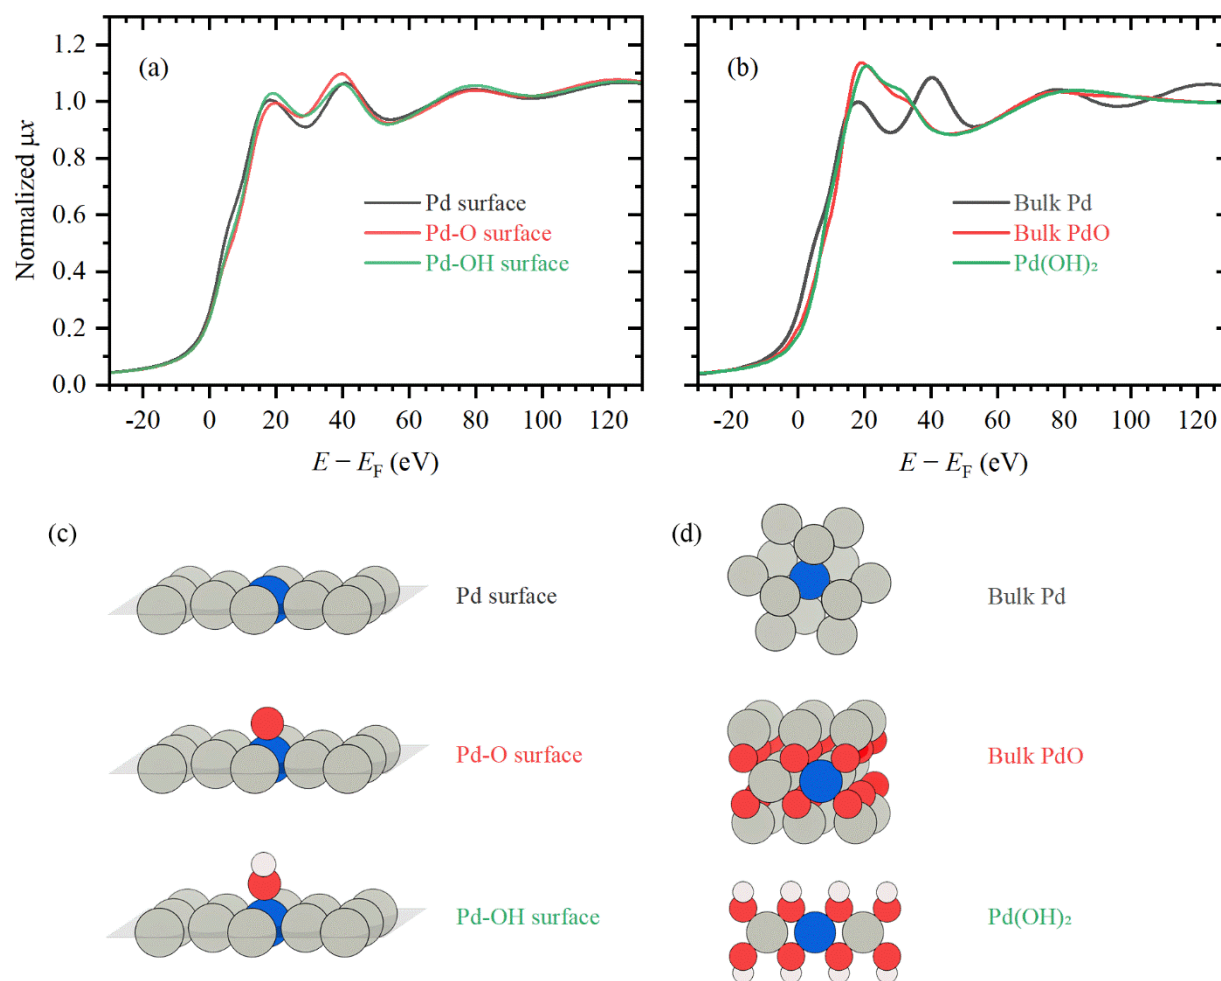 (a)
1.2
1.0
0.8
0.6
0.4
0.2
0.0
Normalized μx
Pd surface
Pd-O surface
Pd-OH surface
-20 0 20 40 60 80 100 120
E − E_F (eV)
(b)
Bulk Pd
Bulk PdO
Pd(OH)₂
-20 0 20 40 60 80 100 120
E − E_F (eV)
(c)
Pd surface
Pd-O surface
Pd-OH surface
(d)
Bulk Pd
Bulk PdO
Pd(OH)₂